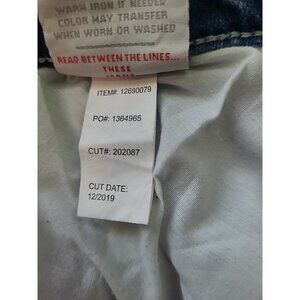 WARM IRON IF NEEDED
COLOR MAY TRANSFER
WHEN WORN OR WASHED
READ BETWEEN THE LINES...
THESE
ITEM#: 12690079
PO#: 1364965
CUT#: 202087
CUT DATE:
12/2019